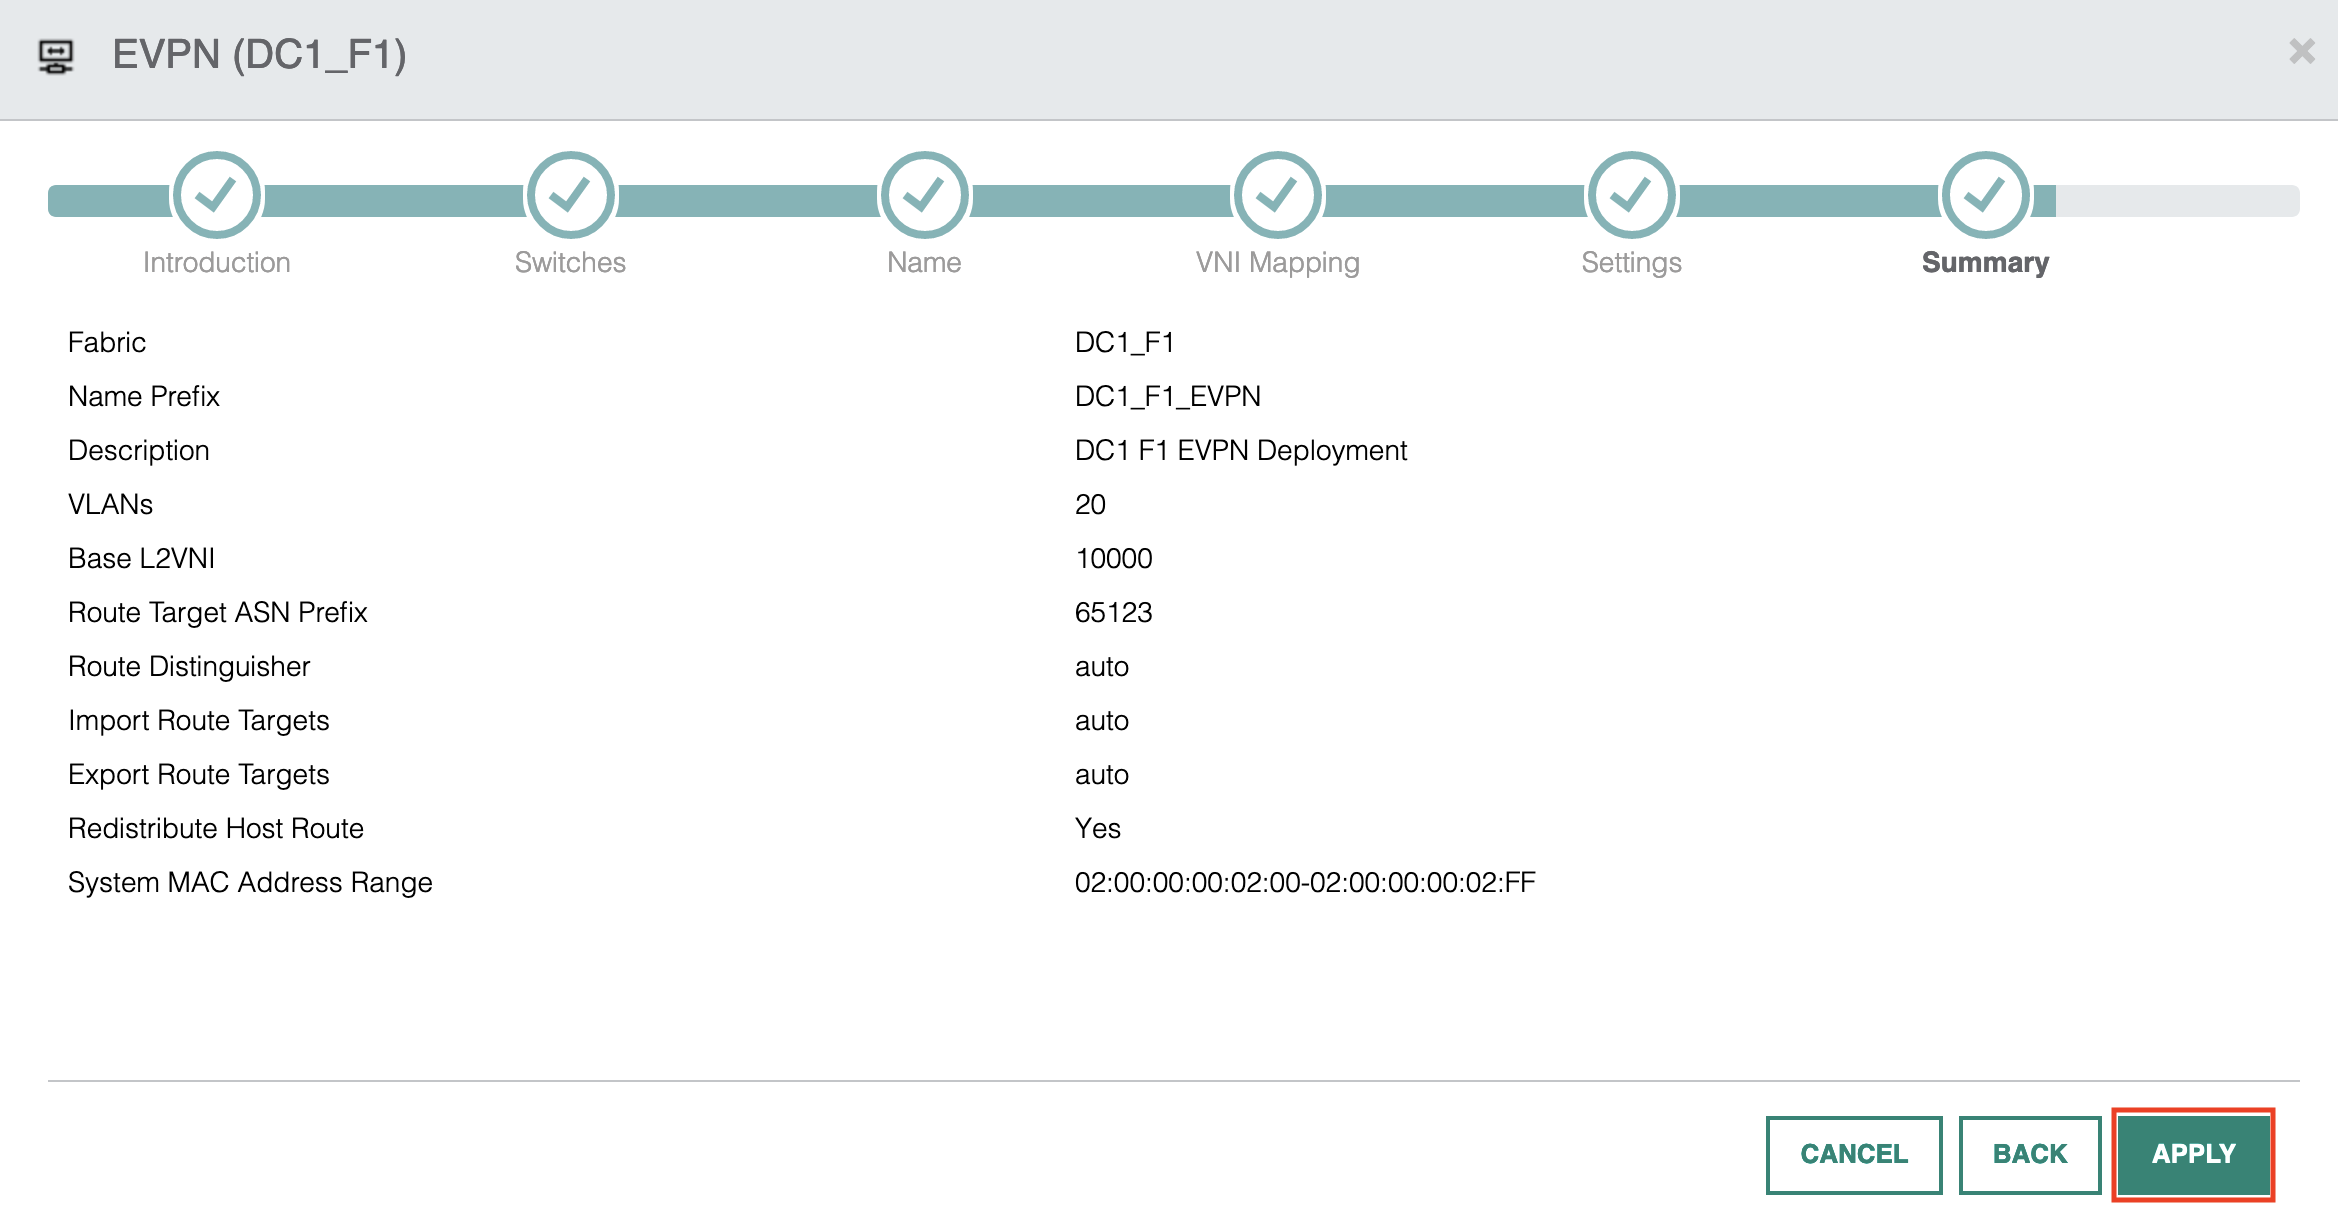 EVPN (DC1_F1)
Introduction Switches Name VNI Mapping Settings Summary
Fabric DC1_F1
Name Prefix DC1_F1_EVPN
Description DC1 F1 EVPN Deployment
VLANs 20
Base L2VNI 10000
Route Target ASN Prefix 65123
Route Distinguisher auto
Import Route Targets auto
Export Route Targets auto
Redistribute Host Route Yes
System MAC Address Range 02:00:00:00:02:00-02:00:00:00:02:FF
CANCEL BACK APPLY